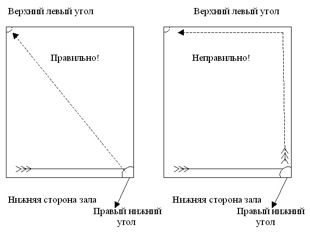 Верхний левый угол
Верхний левый угол
Правильно!
Неправильно!
Нижняя сторона зала
Нижняя сторона зала
Правый нижний
угол
Правый нижний
угол